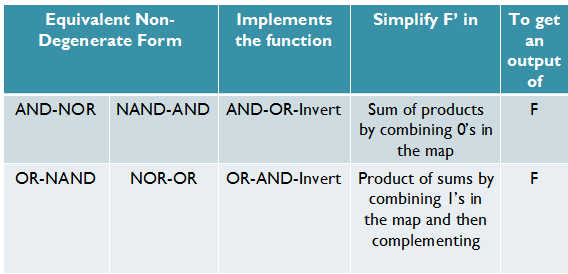 Equivalent Non-
Degenerate Form
Implements
the function
Simplify F’ in
To get
an
output
of
AND-NOR
NAND-AND
AND-OR-Invert
Sum of products
by combining 0’s in
the map
F
OR-NAND
NOR-OR
OR-AND-Invert
Product of sums by
combining 1’s in
the map and then
complementing
F